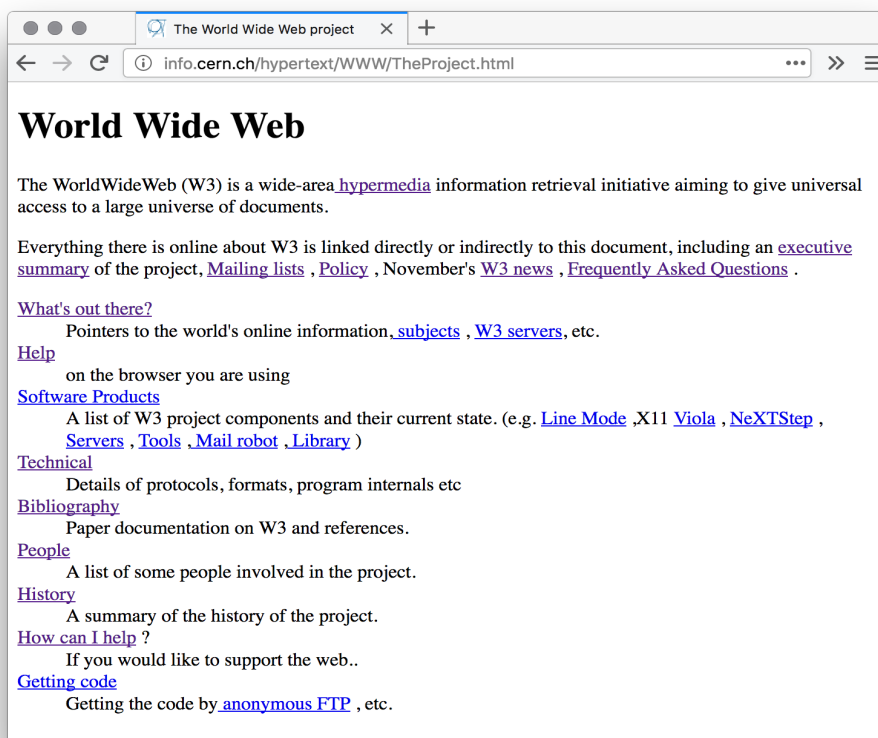 The World Wide Web project
info.cern.ch/hypertext/WWW/TheProject.html
World Wide Web
The WorldWideWeb (W3) is a wide-area hypermedia information retrieval initiative aiming to give universal
access to a large universe of documents.
Everything there is online about W3 is linked directly or indirectly to this document, including an executive
summary of the project, Mailing lists , Policy , November's W3 news , Frequently Asked Questions .
What's out there?
Pointers to the world's online information, subjects , W3 servers, etc.
Help
on the browser you are using
Software Products
A list of W3 project components and their current state. (e.g. Line Mode ,X11 Viola , NeXTStep ,
Servers , Tools , Mail robot , Library )
Technical
Details of protocols, formats, program internals etc
Bibliography
Paper documentation on W3 and references.
People
A list of some people involved in the project.
History
A summary of the history of the project.
How can I help ?
If you would like to support the web..
Getting code
Getting the code by anonymous FTP , etc.